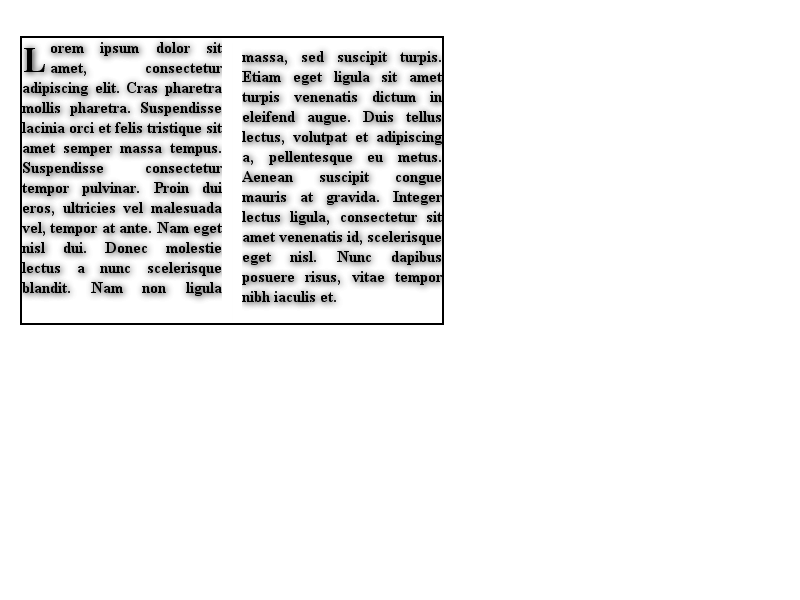 Lorem ipsum dolor sit
amet, consectetur
adipiscing elit. Cras pharetra
mollis pharetra. Suspendisse
lacinia orci et felis tristique sit
amet semper massa tempus.
Suspendisse consectetur
tempor pulvinar. Proin dui
eros, ultricies vel malesuada
vel, tempor at ante. Nam eget
nisl dui. Donec molestie
lectus a nunc scelerisque
blandit. Nam non ligula
massa, sed suscipit turpis.
Etiam eget ligula sit amet
turpis venenatis dictum in
eleifend augue. Duis tellus
lectus, volutpat et adipiscing
a, pellentesque eu metus.
Aenean suscipit congue
mauris at gravida. Integer
lectus ligula, consectetur sit
amet venenatis id, scelerisque
eget nisl. Nunc dapibus
posuere risus, vitae tempor
nibh iaculis et.